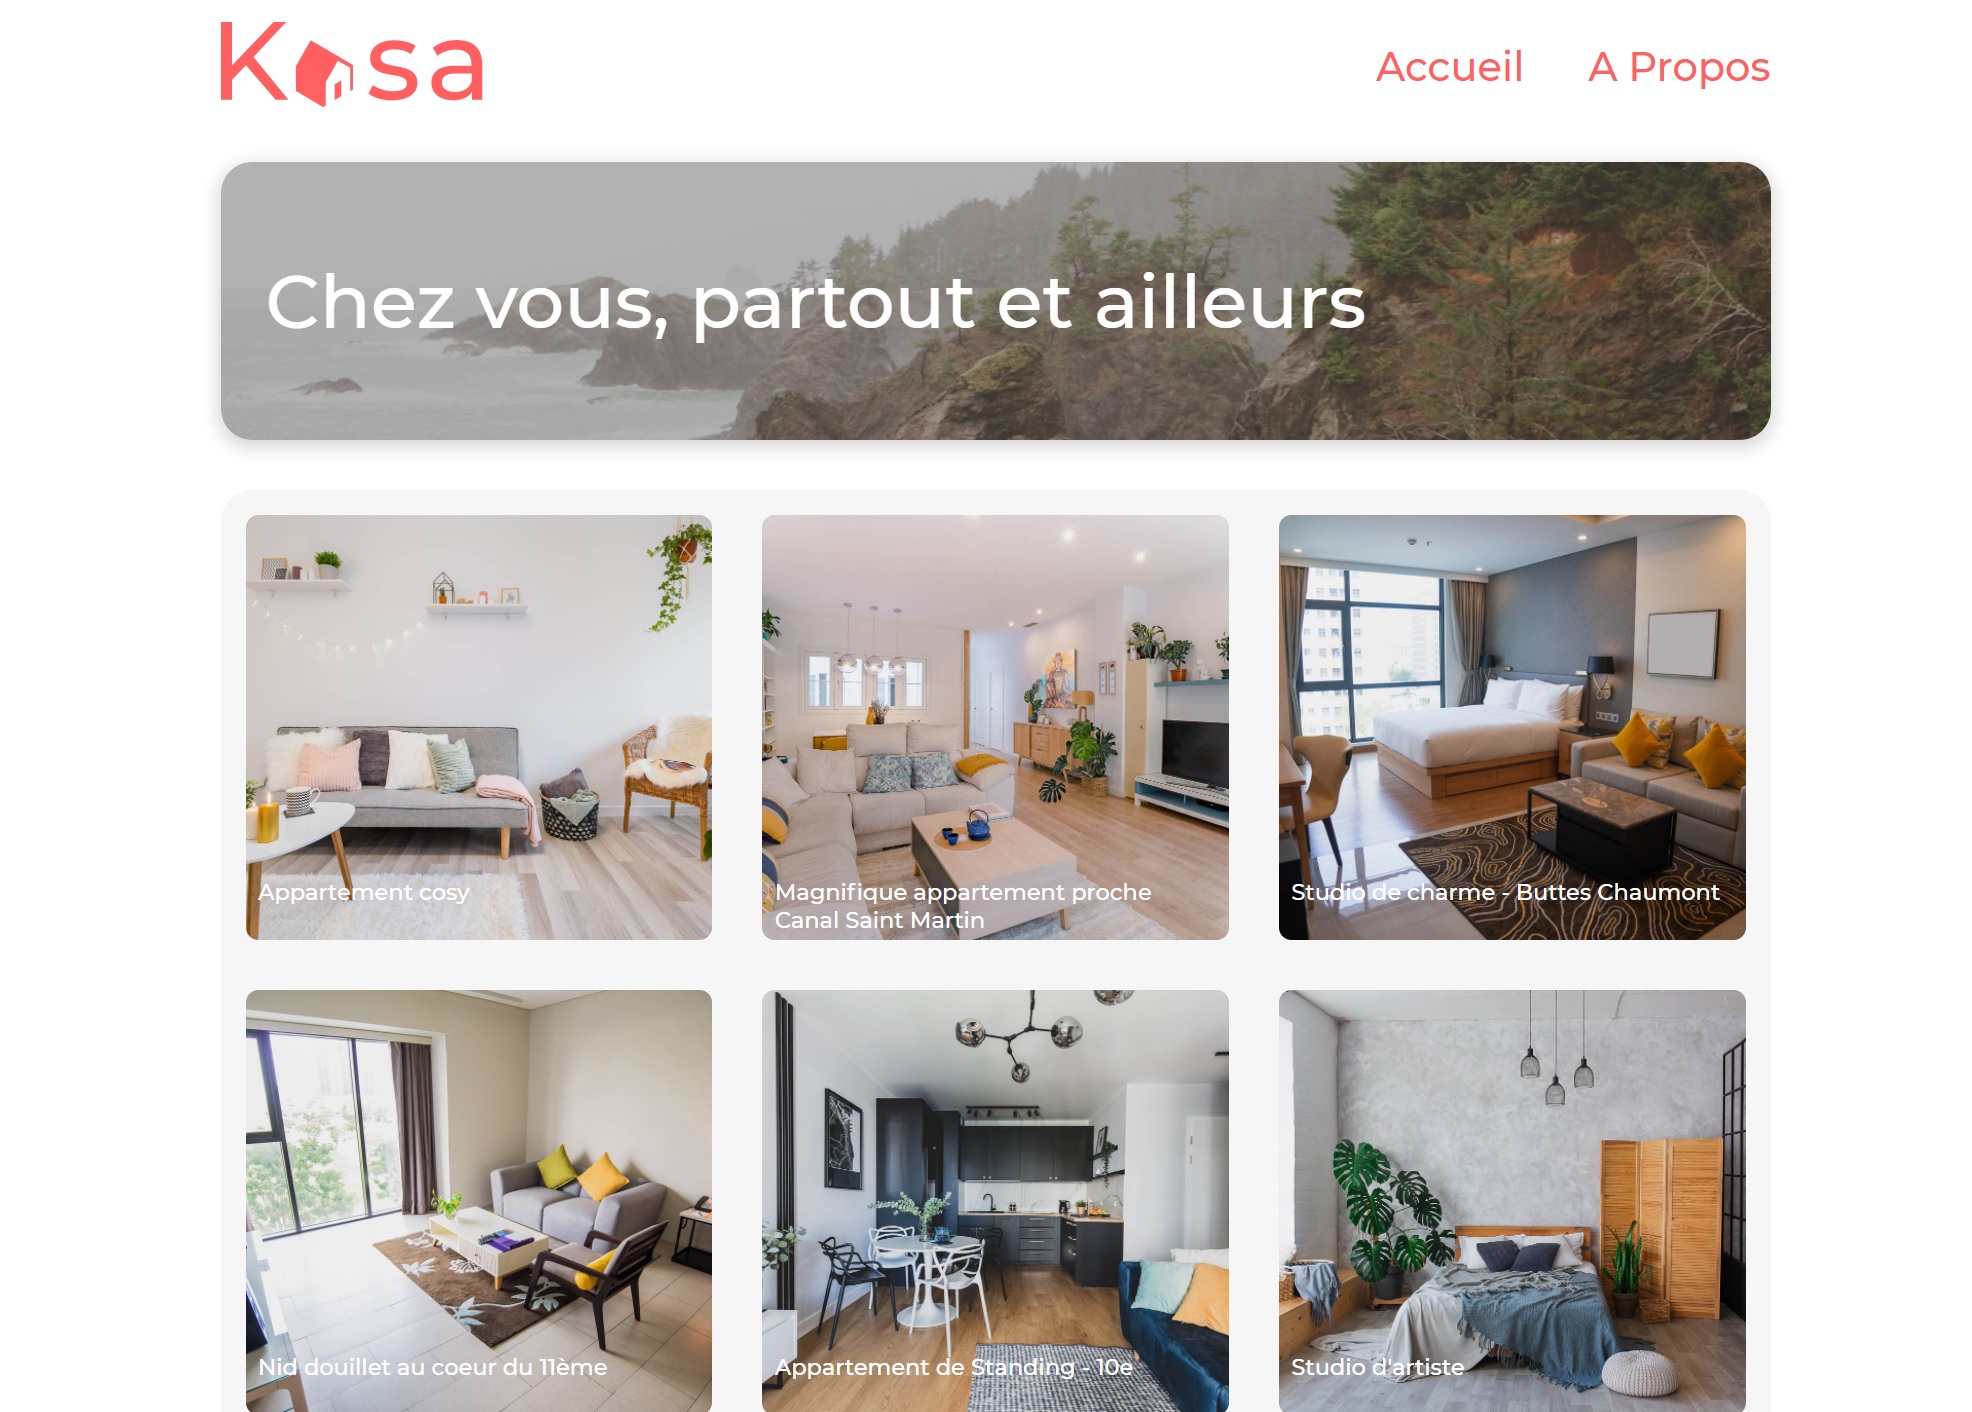 Kasa
Accueil
A Propos
Chez vous, partout et ailleurs
Appartement cosy
Magnifique appartement proche
Canal Saint Martin
Studio de charme - Buttes Chaumont
Nid douillet au coeur du 11ème
Appartement de Standing - 10e
Studio d'artiste